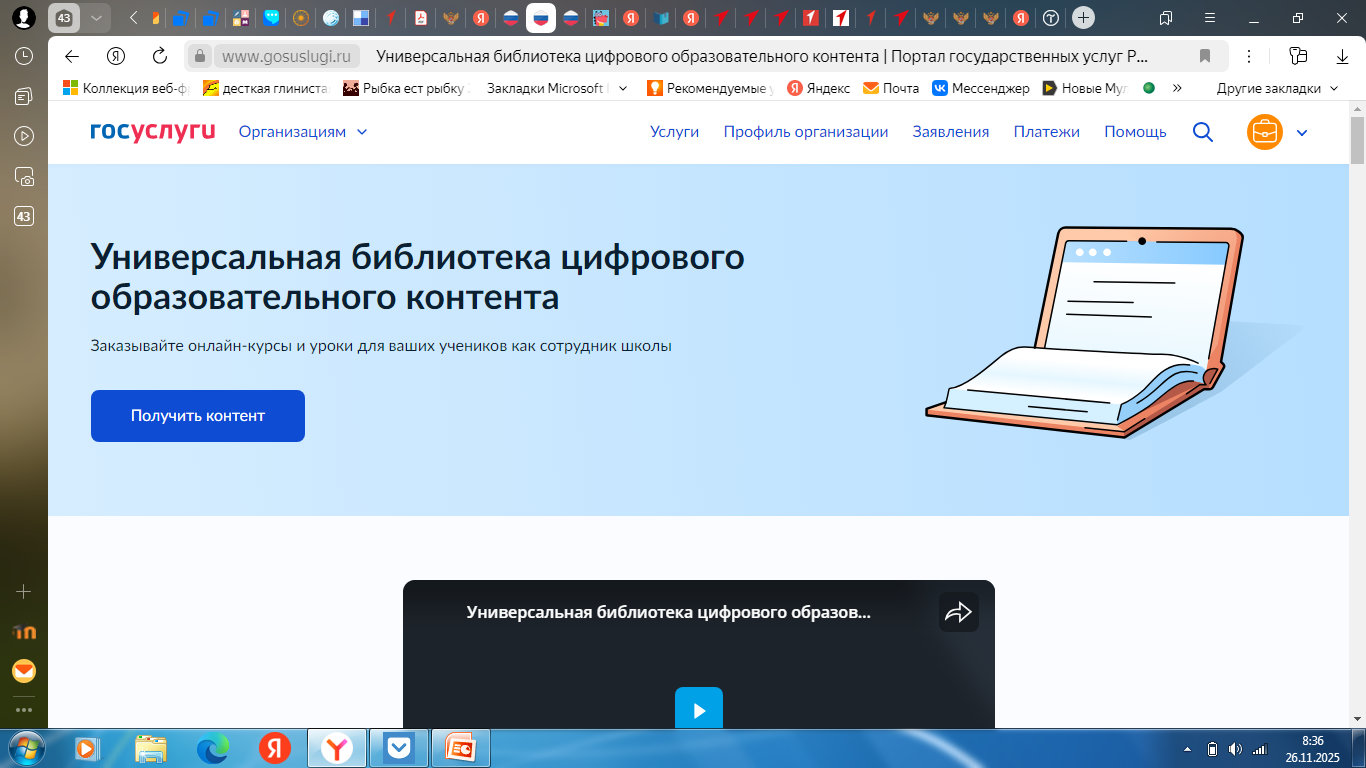 43
www.gosuslugi.ru
Универсальная библиотека цифрового образовательного контента | Портал государственных услуг Р...
Коллекция веб-ф
десткая глиниста
Рыбка ест рыбку
Закладки Microsoft
Рекомендуемые
Яндекс
Почта
Мессенджер
Новые Мул
Другие закладки
госуслуги
Организациям
Услуги
Профиль организации
Заявления
Платежи
Помощь
43
Универсальная библиотека цифрового
образовательного контента
Заказывайте онлайн-курсы и уроки для ваших учеников как сотрудник школы
Получить контент
Универсальная библиотека цифрового образов...
8:36
26.11.2025